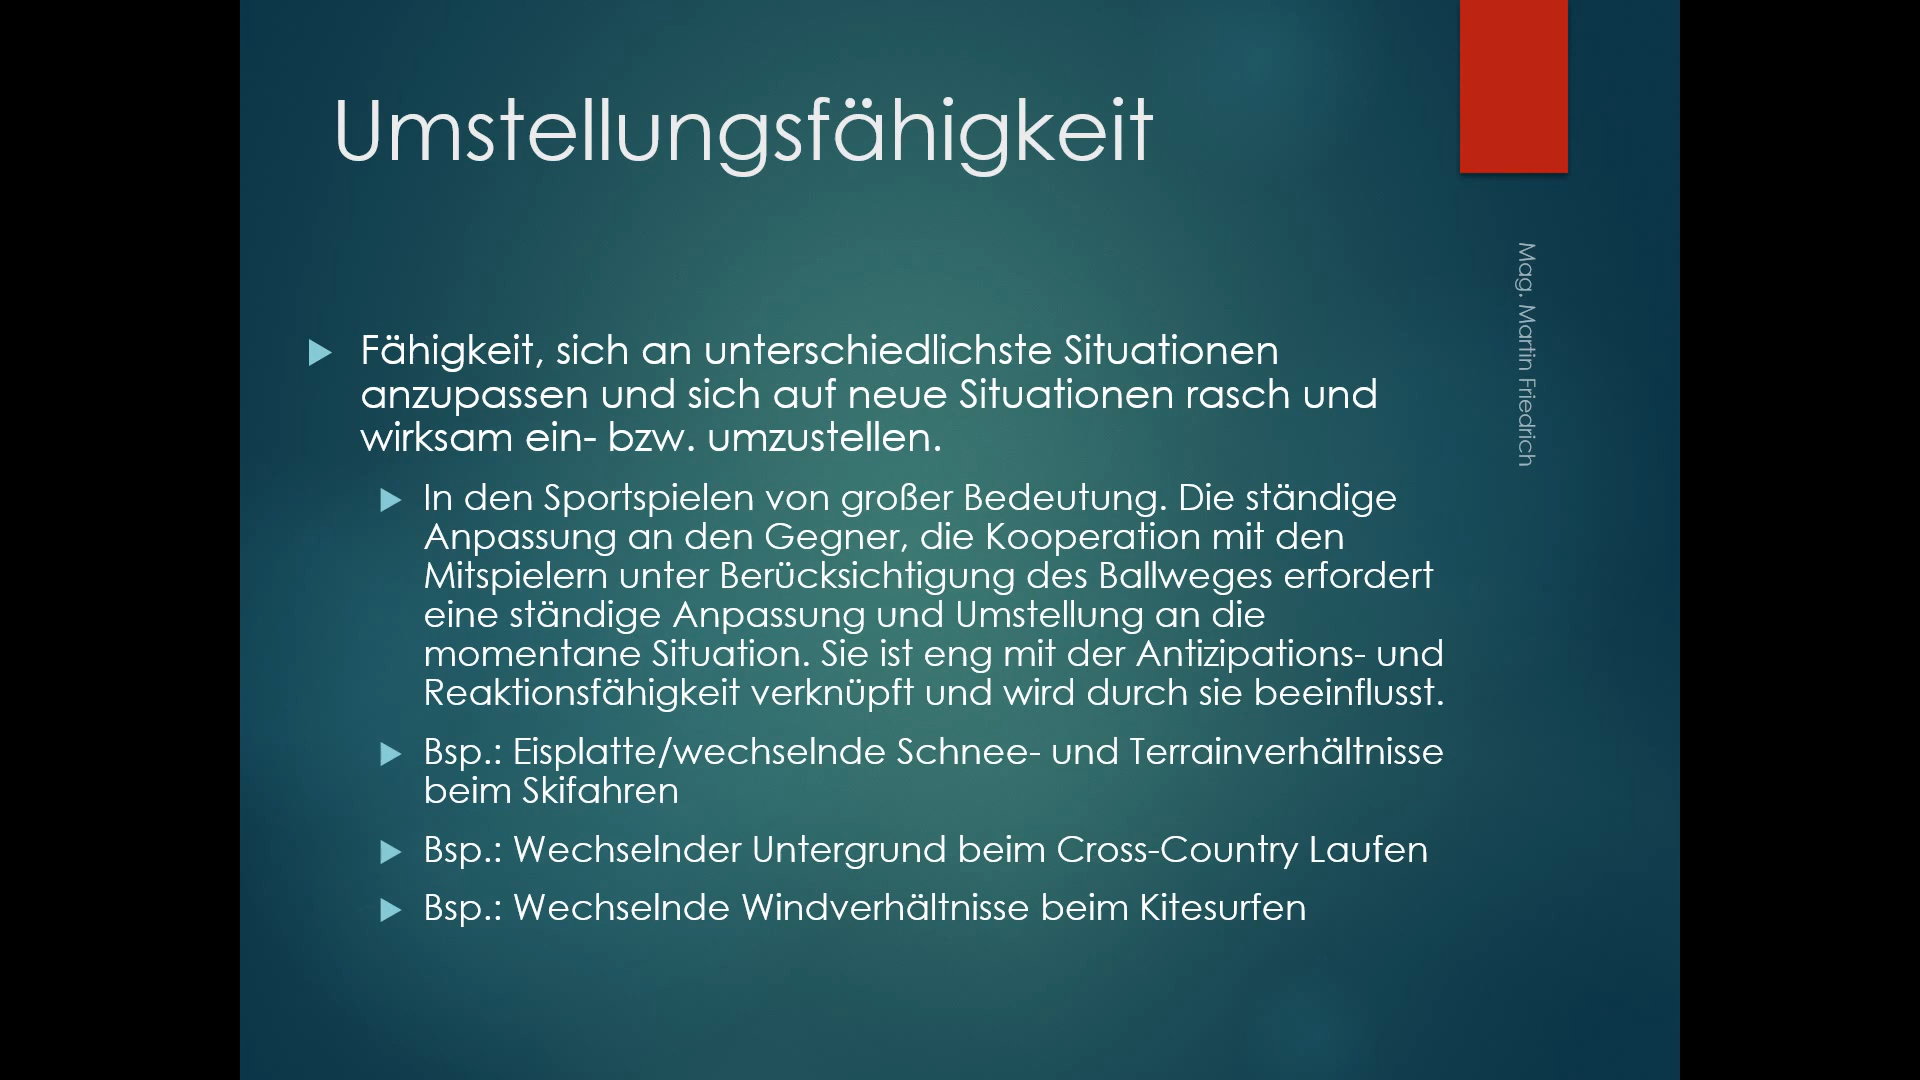 Umstellungsfähigkeit
Fähigkeit, sich an unterschiedlichste Situationen
anzupassen und sich auf neue Situationen rasch und
wirksam ein- bzw. umzustellen.
In den Sportspielen von großer Bedeutung. Die ständige
Anpassung an den Gegner, die Kooperation mit den
Mitspielern unter Berücksichtigung des Ballweges erfordert
eine ständige Anpassung und Umstellung an die
momentane Situation. Sie ist eng mit der Antizipations- und
Reaktionsfähigkeit verknüpft und wird durch sie beeinflusst.
Bsp.: Eisplatte/wechselnde Schnee- und Terrainverhältnisse
beim Skifahren
Bsp.: Wechselnder Untergrund beim Cross-Country Laufen
Bsp.: Wechselnde Windverhältnisse beim Kitesurfen
Mag. Martin Friedrich